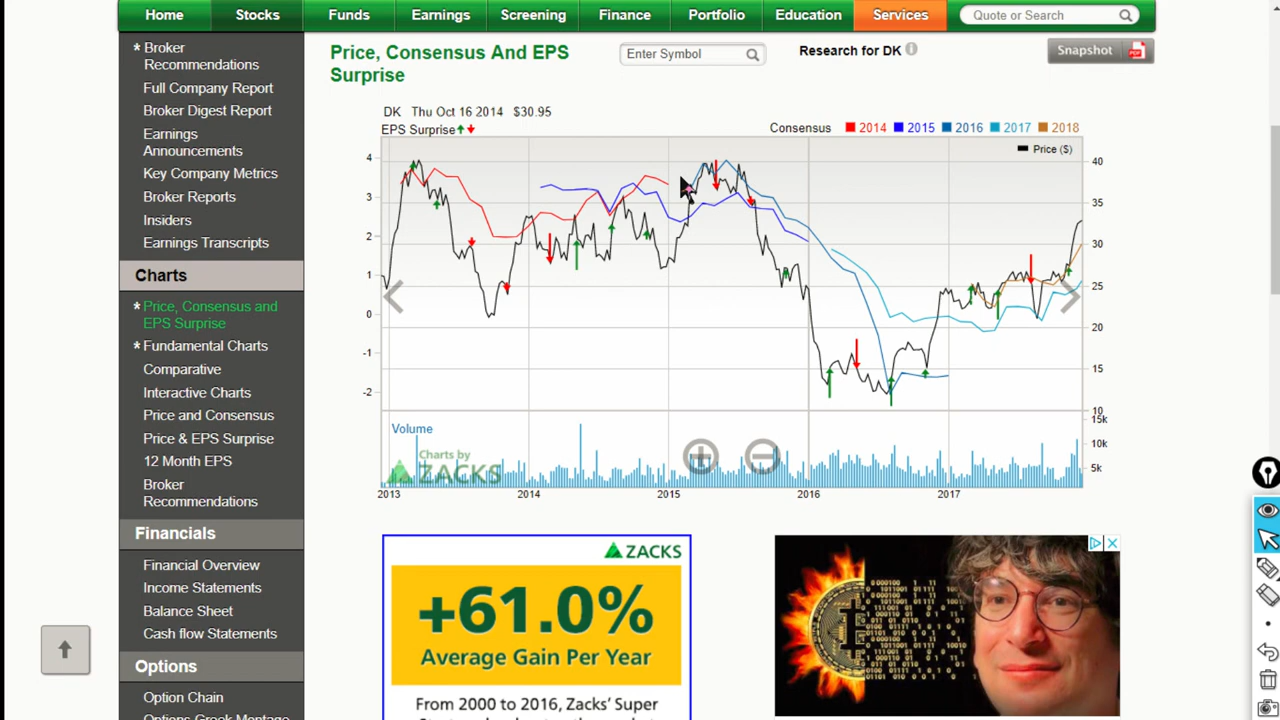 Home
Stocks
Funds
Earnings
Screening
Finance
Portfolio
Education
Services
Quote or Search
* Broker
Recommendations
Full Company Report
Broker Digest Report
Earnings
Announcements
Key Company Metrics
Broker Reports
Insiders
Earnings Transcripts
Charts
* Price, Consensus and
EPS Surprise
* Fundamental Charts
Comparative
Interactive Charts
Price and Consensus
Price & EPS Surprise
12 Month EPS
Broker
Recommendations
Financials
Financial Overview
Income Statements
Balance Sheet
Cash flow Statements
Options
Option Chain
Options Greek Montage
Price, Consensus And EPS
Surprise
Enter Symbol
Research for DK
Snapshot
DK Thu Oct 16 2014 $30.95
EPS Surprise
Consensus 2014 2015 2016 2017 2018
Price ($)
4
3
2
1
0
-1
-2
40
35
30
25
20
15
10
15k
10k
5k
Volume
Charts by
ZACKS
2013 2014 2015 2016 2017
ZACKS
+61.0%
Average Gain Per Year
From 2000 to 2016, Zacks' Super